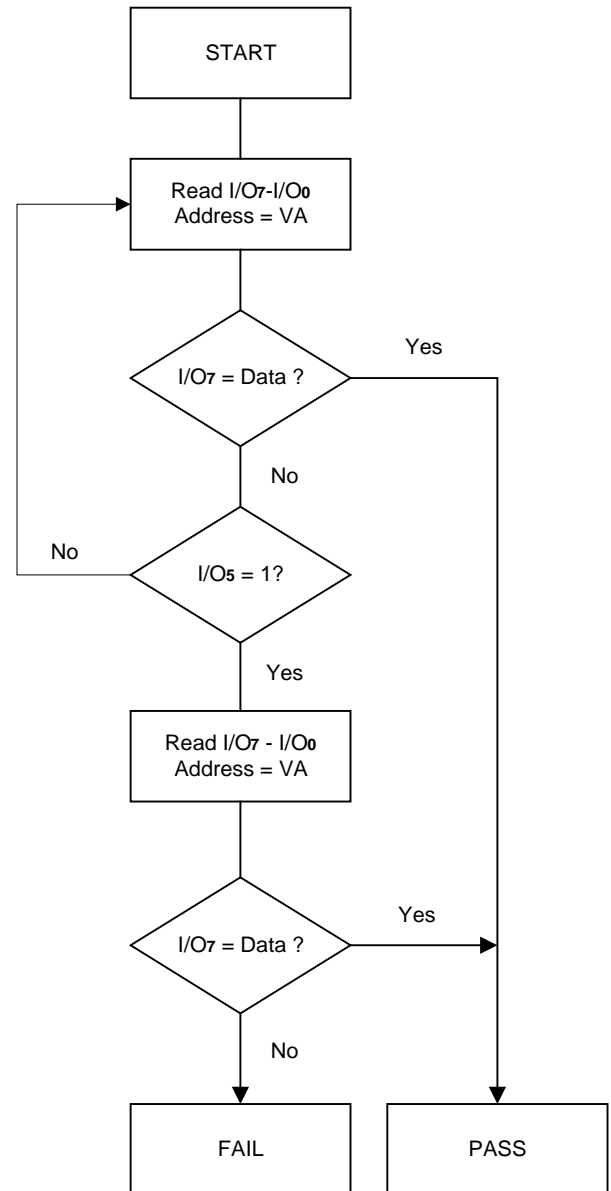 START
Read I/O7-I/O0
Address = VA
I/O7 = Data ?
Yes
No
No
I/O5 = 1?
Yes
Read I/O7 - I/O0
Address = VA
I/O7 = Data ?
Yes
No
FAIL
PASS